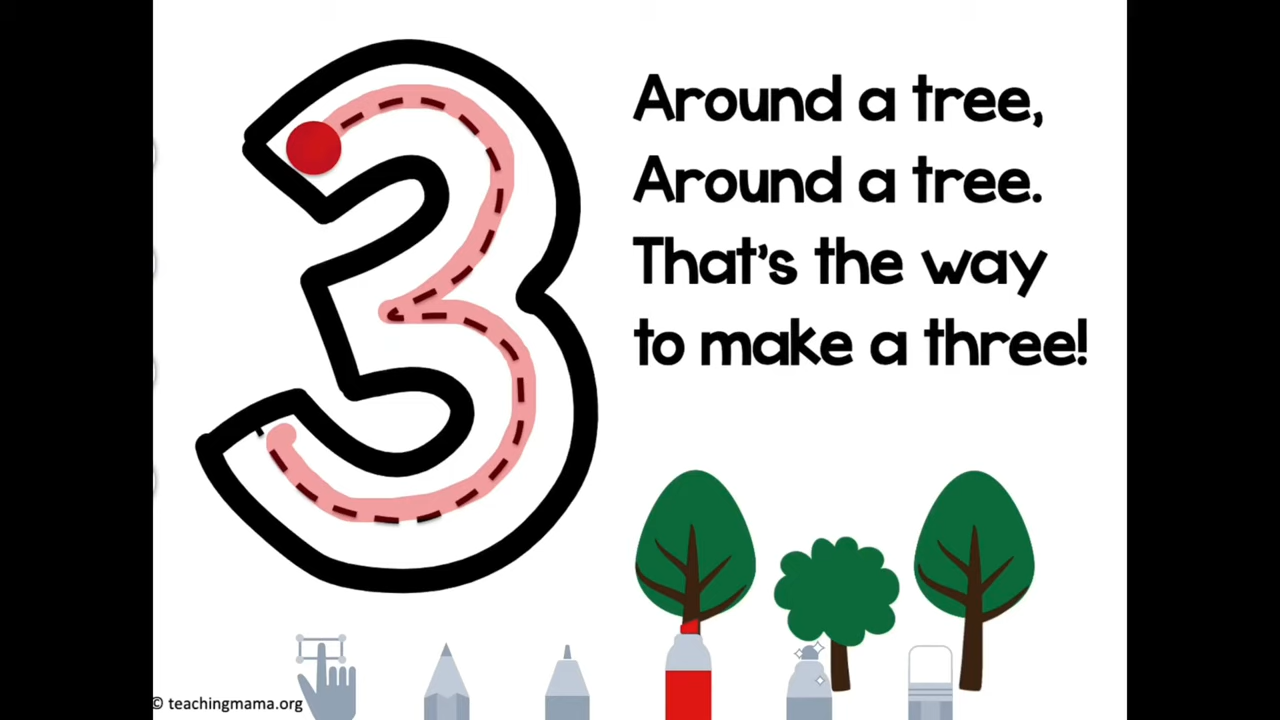 3
Around a tree,
Around a tree.
That's the way
to make a three!
© teachingmama.org